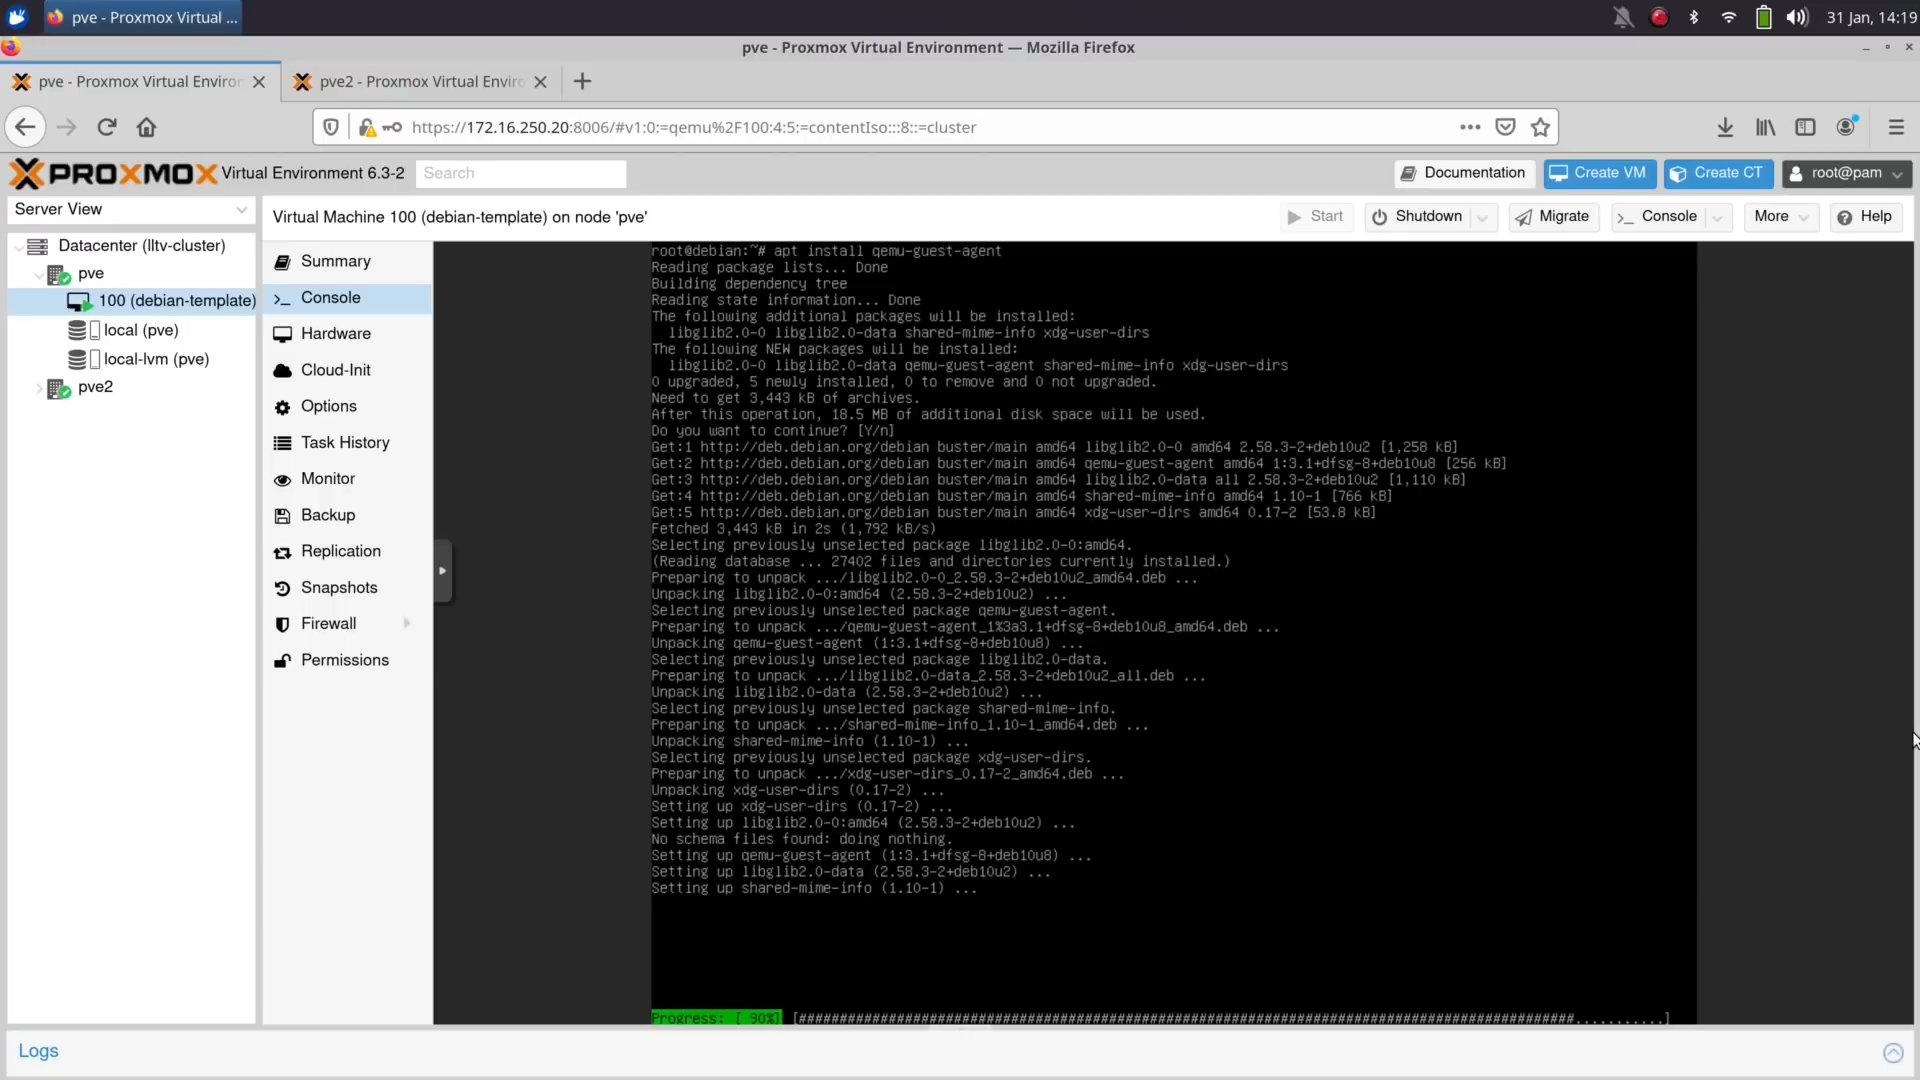 pve - Proxmox Virtual ...
31 Jan, 14:19
pve - Proxmox Virtual Environment — Mozilla Firefox
pve - Proxmox Virtual Environ
pve2 - Proxmox Virtual Enviro
https://172.16.250.20:8006/#v1:0:=qemu%2F100:4:5:=contentIso:::8::=cluster
PROXMOX Virtual Environment 6.3-2
Search
Documentation
Create VM
Create CT
root@pam
Server View
Virtual Machine 100 (debian-template) on node 'pve'
Start
Shutdown
Migrate
Console
More
Help
Datacenter (lltv-cluster)
pve
100 (debian-template)
local (pve)
local-lvm (pve)
pve2
Summary
Console
Hardware
Cloud-Init
Options
Task History
Monitor
Backup
Replication
Snapshots
Firewall
Permissions
root@debian:~# apt install qemu-guest-agent
Reading package lists... Done
Building dependency tree
Reading state information... Done
The following additional packages will be installed:
  libglib2.0-0 libglib2.0-data shared-mime-info xdg-user-dirs
The following NEW packages will be installed:
  libglib2.0-0 libglib2.0-data qemu-guest-agent shared-mime-info xdg-user-dirs
0 upgraded, 5 newly installed, 0 to remove and 0 not upgraded.
Need to get 3,443 kB of archives.
After this operation, 18.5 MB of additional disk space will be used.
Do you want to continue? [Y/n]
Get:1 http://deb.debian.org/debian buster/main amd64 libglib2.0-0 amd64 2.58.3-2+deb10u2 [1,258 kB]
Get:2 http://deb.debian.org/debian buster/main amd64 qemu-guest-agent amd64 1:3.1+dfsg-8+deb10u8 [256 kB]
Get:3 http://deb.debian.org/debian buster/main amd64 libglib2.0-data all 2.58.3-2+deb10u2 [1,110 kB]
Get:4 http://deb.debian.org/debian buster/main amd64 shared-mime-info amd64 1.10-1 [766 kB]
Get:5 http://deb.debian.org/debian buster/main amd64 xdg-user-dirs amd64 0.17-2 [53.8 kB]
Fetched 3,443 kB in 2s (1,792 kB/s)
Selecting previously unselected package libglib2.0-0:amd64.
(Reading database ... 27402 files and directories currently installed.)
Preparing to unpack .../libglib2.0-0_2.58.3-2+deb10u2_amd64.deb ...
Unpacking libglib2.0-0:amd64 (2.58.3-2+deb10u2) ...
Selecting previously unselected package qemu-guest-agent.
Preparing to unpack .../qemu-guest-agent_1%3a3.1+dfsg-8+deb10u8_amd64.deb ...
Unpacking qemu-guest-agent (1:3.1+dfsg-8+deb10u8) ...
Selecting previously unselected package libglib2.0-data.
Preparing to unpack .../libglib2.0-data_2.58.3-2+deb10u2_all.deb ...
Unpacking libglib2.0-data (2.58.3-2+deb10u2) ...
Selecting previously unselected package shared-mime-info.
Preparing to unpack .../shared-mime-info_1.10-1_amd64.deb ...
Unpacking shared-mime-info (1.10-1) ...
Selecting previously unselected package xdg-user-dirs.
Preparing to unpack .../xdg-user-dirs_0.17-2_amd64.deb ...
Unpacking xdg-user-dirs (0.17-2) ...
Setting up xdg-user-dirs (0.17-2) ...
Setting up libglib2.0-0:amd64 (2.58.3-2+deb10u2) ...
No schema files found: doing nothing.
Setting up qemu-guest-agent (1:3.1+dfsg-8+deb10u8) ...
Setting up libglib2.0-data (2.58.3-2+deb10u2) ...
Setting up shared-mime-info (1.10-1) ...
Progress: [ 90%] [###############################################################################################...........]
Logs